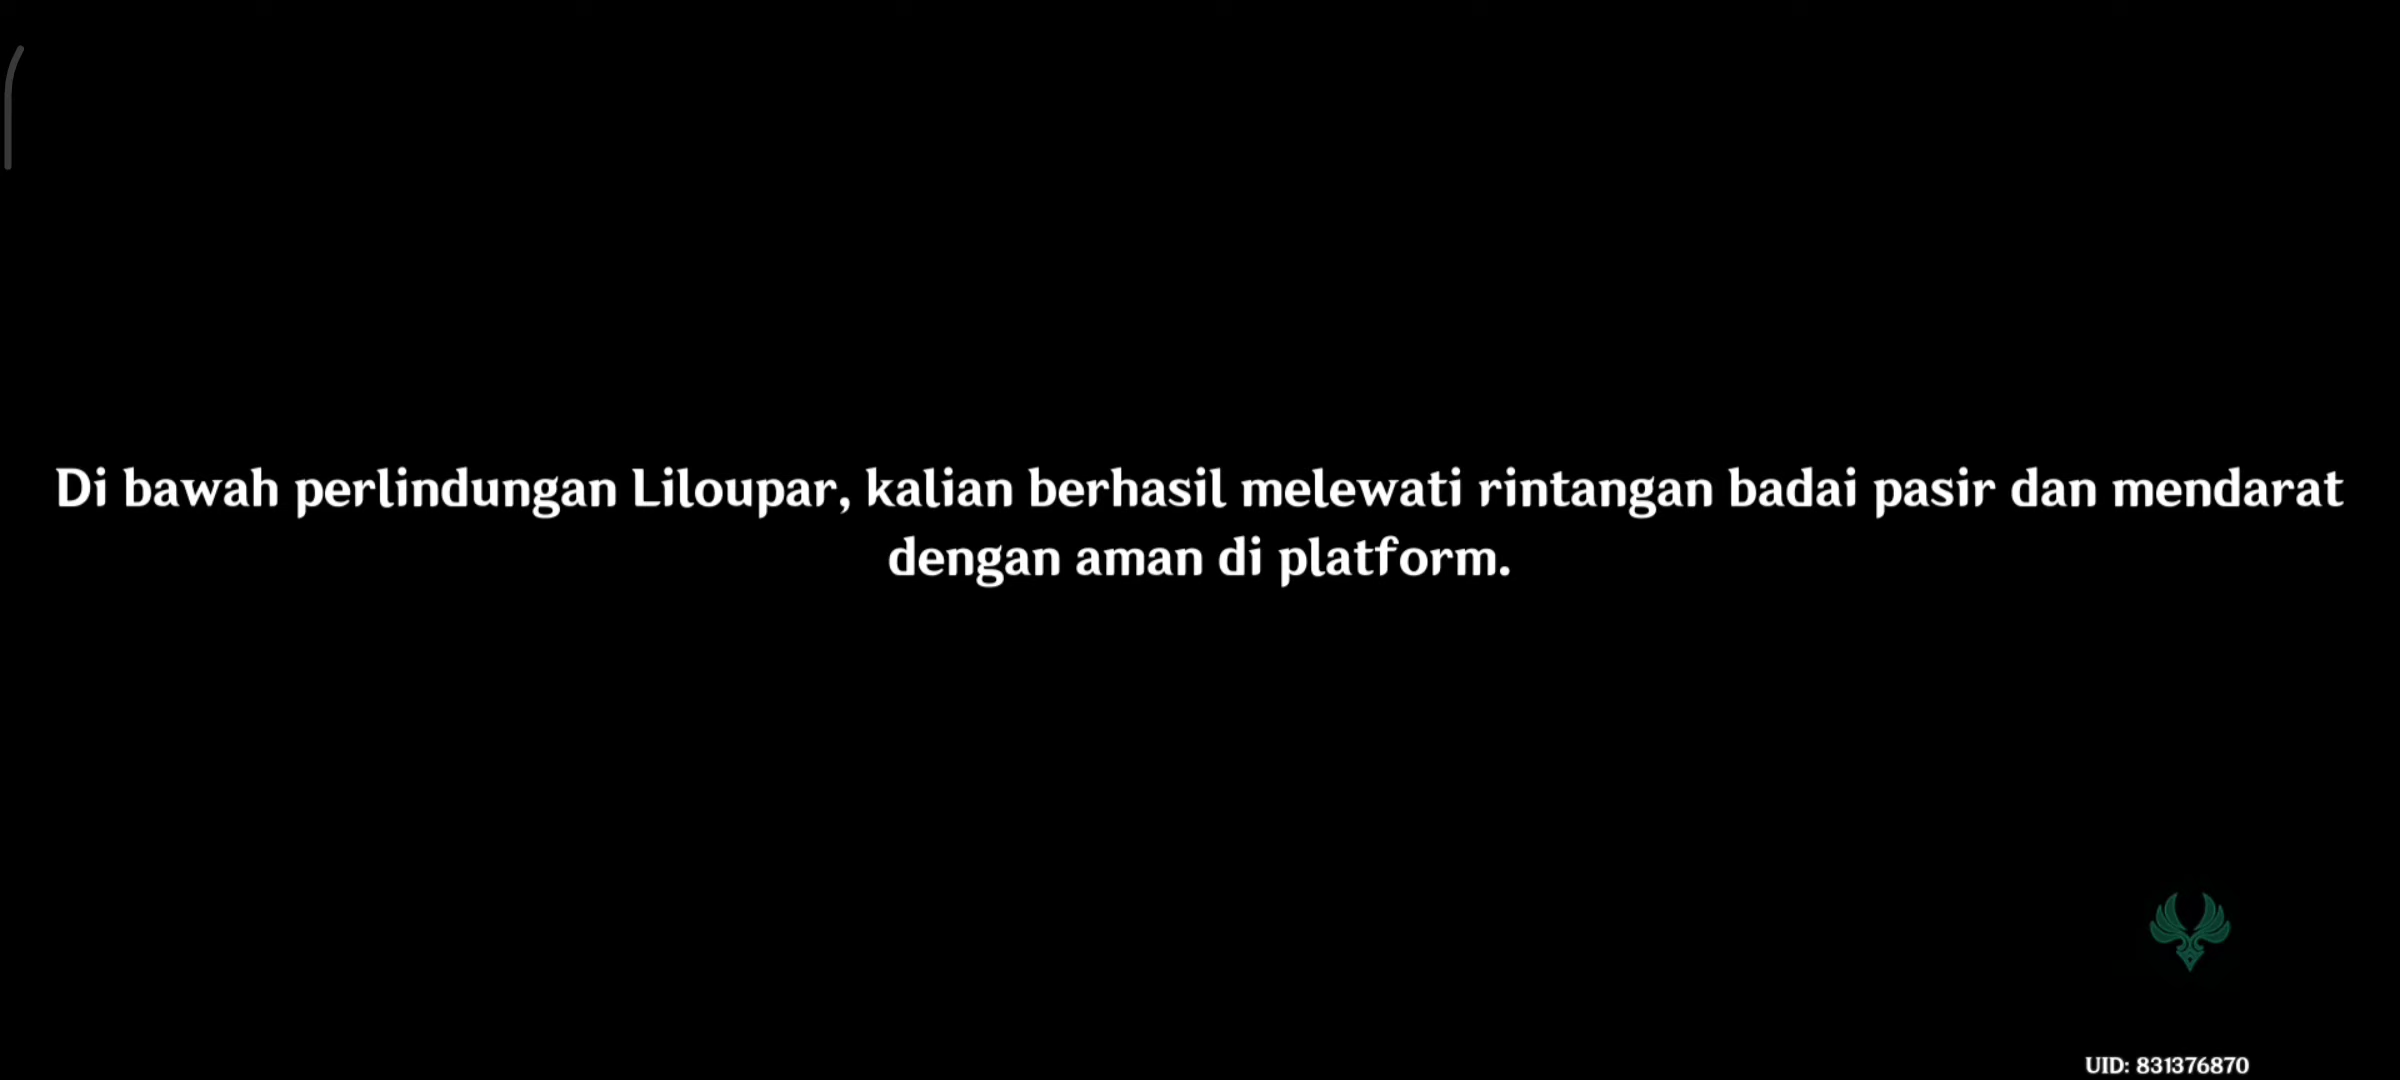 Di bawah perlindungan Liloupar, kalian berhasil melewati rintangan badai pasir dan mendarat
dengan aman di platform.
UID: 831376870